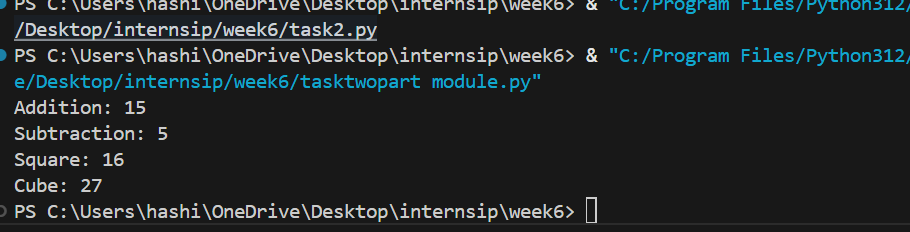 PS C:\Users\hashi\OneDrive\Desktop\internsip\week6> & "C:/Program Files/Python312/
/Desktop/internsip/week6/task2.py
PS C:\Users\hashi\OneDrive\Desktop\internsip\week6> & "C:/Program Files/Python312/
e/Desktop/internsip/week6/tasktwopart module.py"
Addition: 15
Subtraction: 5
Square: 16
Cube: 27
PS C:\Users\hashi\OneDrive\Desktop\internsip\week6>